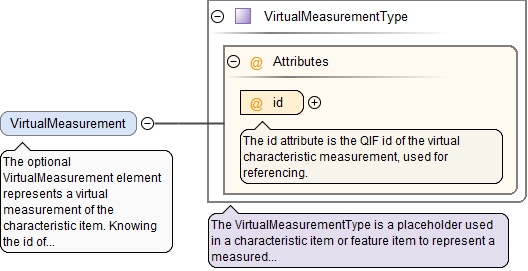 VirtualMeasurementType
@ Attributes
@ id
The id attribute is the QIF id of the virtual
characteristic measurement, used for
referencing.
VirtualMeasurement
The optional
VirtualMeasurement element
represents a virtual
measurement of the
characteristic item. Knowing
the id of...
The VirtualMeasurementType is a placeholder used
in a characteristic item or feature item to represent a
measured...